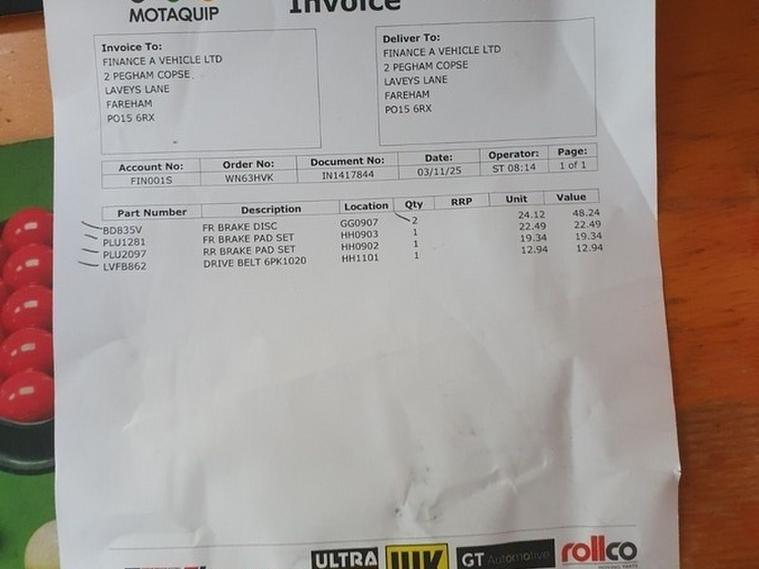 MOTAQUIP
Invoice
Invoice To:
FINANCE A VEHICLE LTD
2 PEGHAM COPSE
LAVEYS LANE
FAREHAM
PO15 6RX
Deliver To:
FINANCE A VEHICLE LTD
2 PEGHAM COPSE
LAVEYS LANE
FAREHAM
PO15 6RX
Account No: Order No: Document No: Date: Operator: Page:
FIN001S WN63HVK IN1417844 03/11/25 ST 08:14 1 of 1
Part Number Description Location Qty RRP Unit Value
BD835V FR BRAKE DISC GG0907 2 24.12 48.24
PLU1281 FR BRAKE PAD SET HH0903 1 22.49 22.49
PLU2097 RR BRAKE PAD SET HH0902 1 19.34 19.34
LVFB862 DRIVE BELT 6PK1020 HH1101 1 12.94 12.94
ULTRA GT Automotive rollco